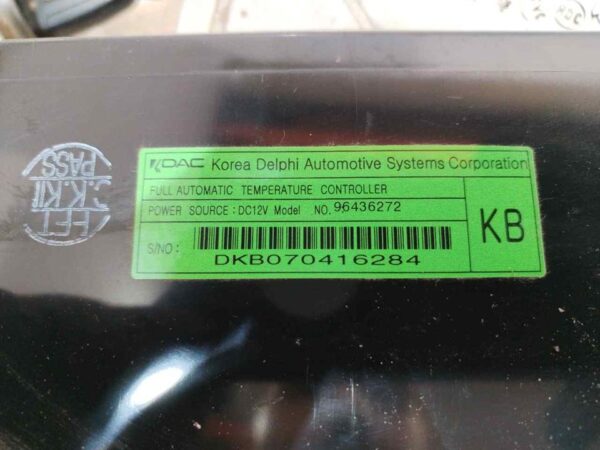 KDAC Korea Delphi Automotive Systems Corporation
FULL AUTOMATIC TEMPERATURE CONTROLLER
POWER SOURCE : DC12V Model NO. 96436272
KB
S/NO :
DKB070416284
PASS